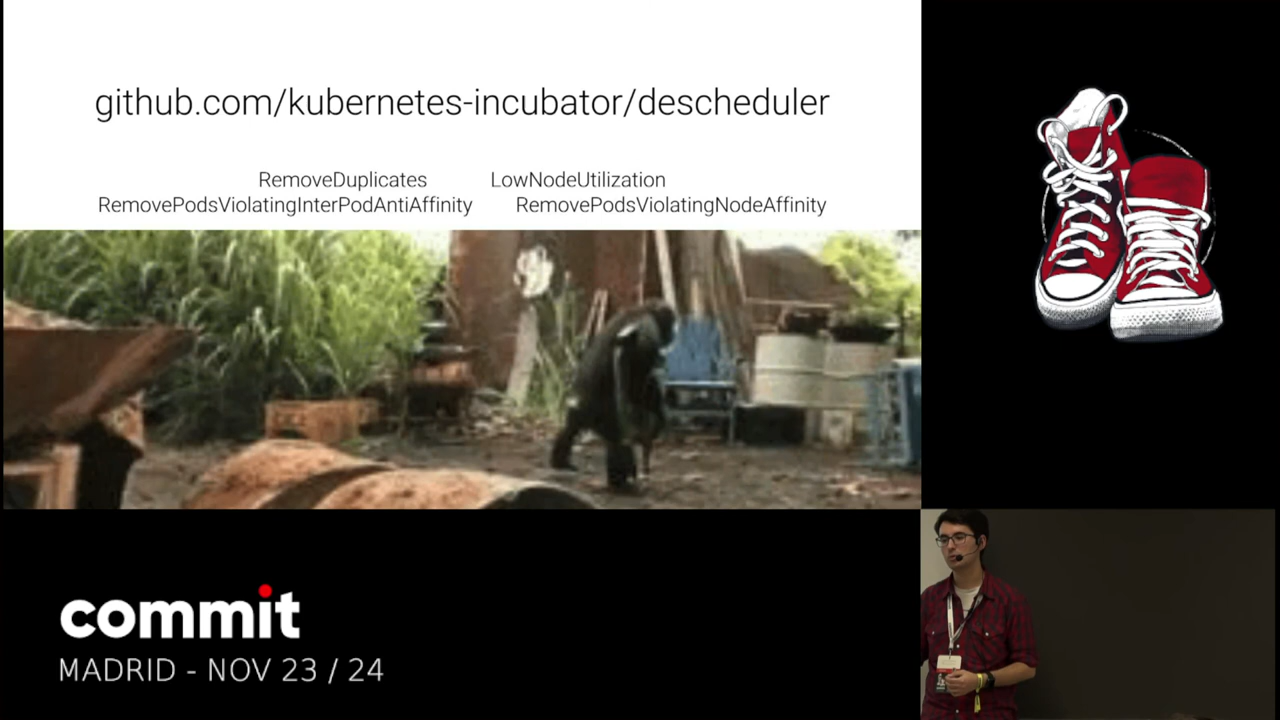 github.com/kubernetes-incubator/descheduler
RemoveDuplicates LowNodeUtilization
RemovePodsViolatingInterPodAntiAffinity RemovePodsViolatingNodeAffinity
commit
MADRID - NOV 23 / 24